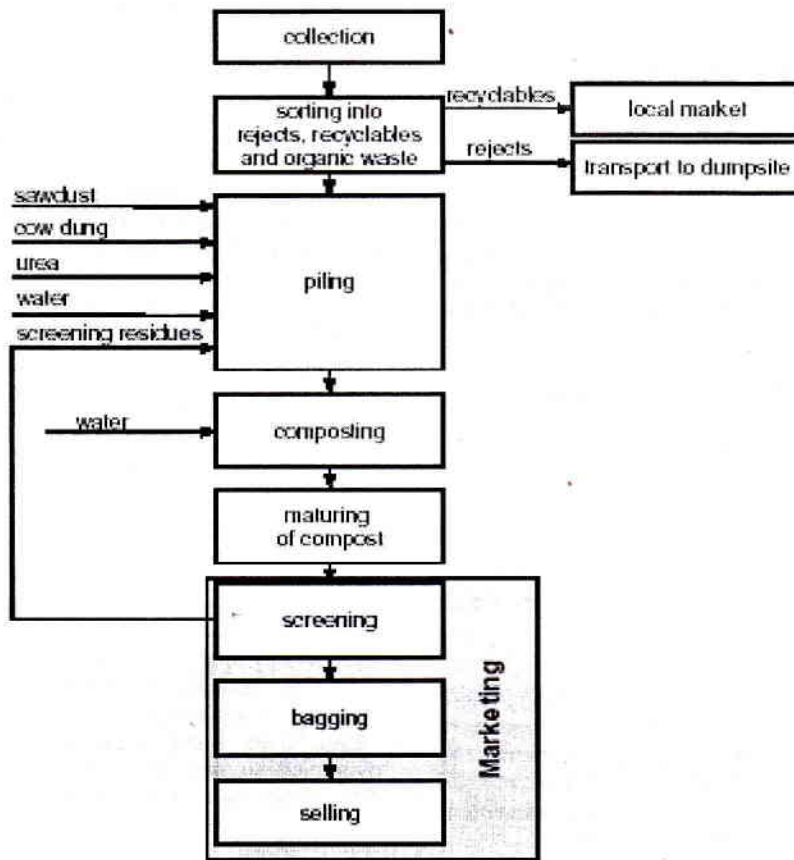 collection
sorting into
rejects, recyclables
and organic waste
recyclables
local market
rejects
transport to dumpsite
sawdust
cow dung
urea
water
screening residues
piling
water
composting
maturing
of compost
screening
bagging
selling
Marketing